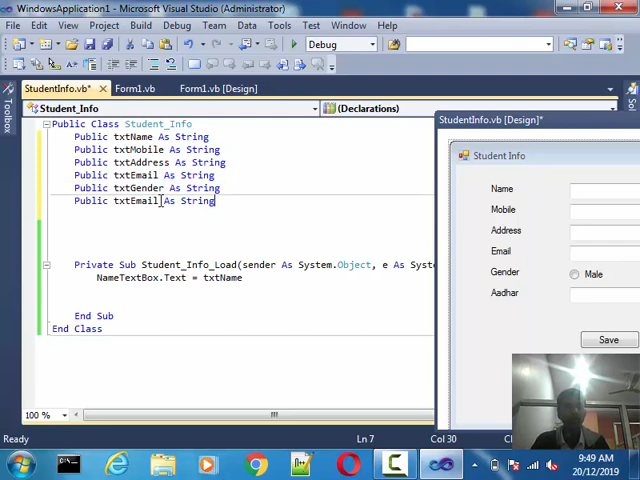 WindowsApplication1 - Microsoft Visual Studio (Administrator)
File Edit View Project Build Debug Team Data Tools Test Window Help
Debug
StudentInfo.vb* Form1.vb Form1.vb [Design]
Student_Info (Declarations)
StudentInfo.vb [Design]*
Toolbox
Sol
Public Class Student_Info
Public txtName As String
Public txtMobile As String
Public txtAddress As String
Public txtEmail As String
Public txtGender As String
Public txtEmail As String
Private Sub Student_Info_Load(sender As System.Object, e As Syste
NameTextBox.Text = txtName
End Sub
End Class
Student Info
Name
Mobile
Address
Email
Gender Male
Aadhar
Save
100 %
Ready Ln 7 Col 30
9:49 AM
20/12/2019